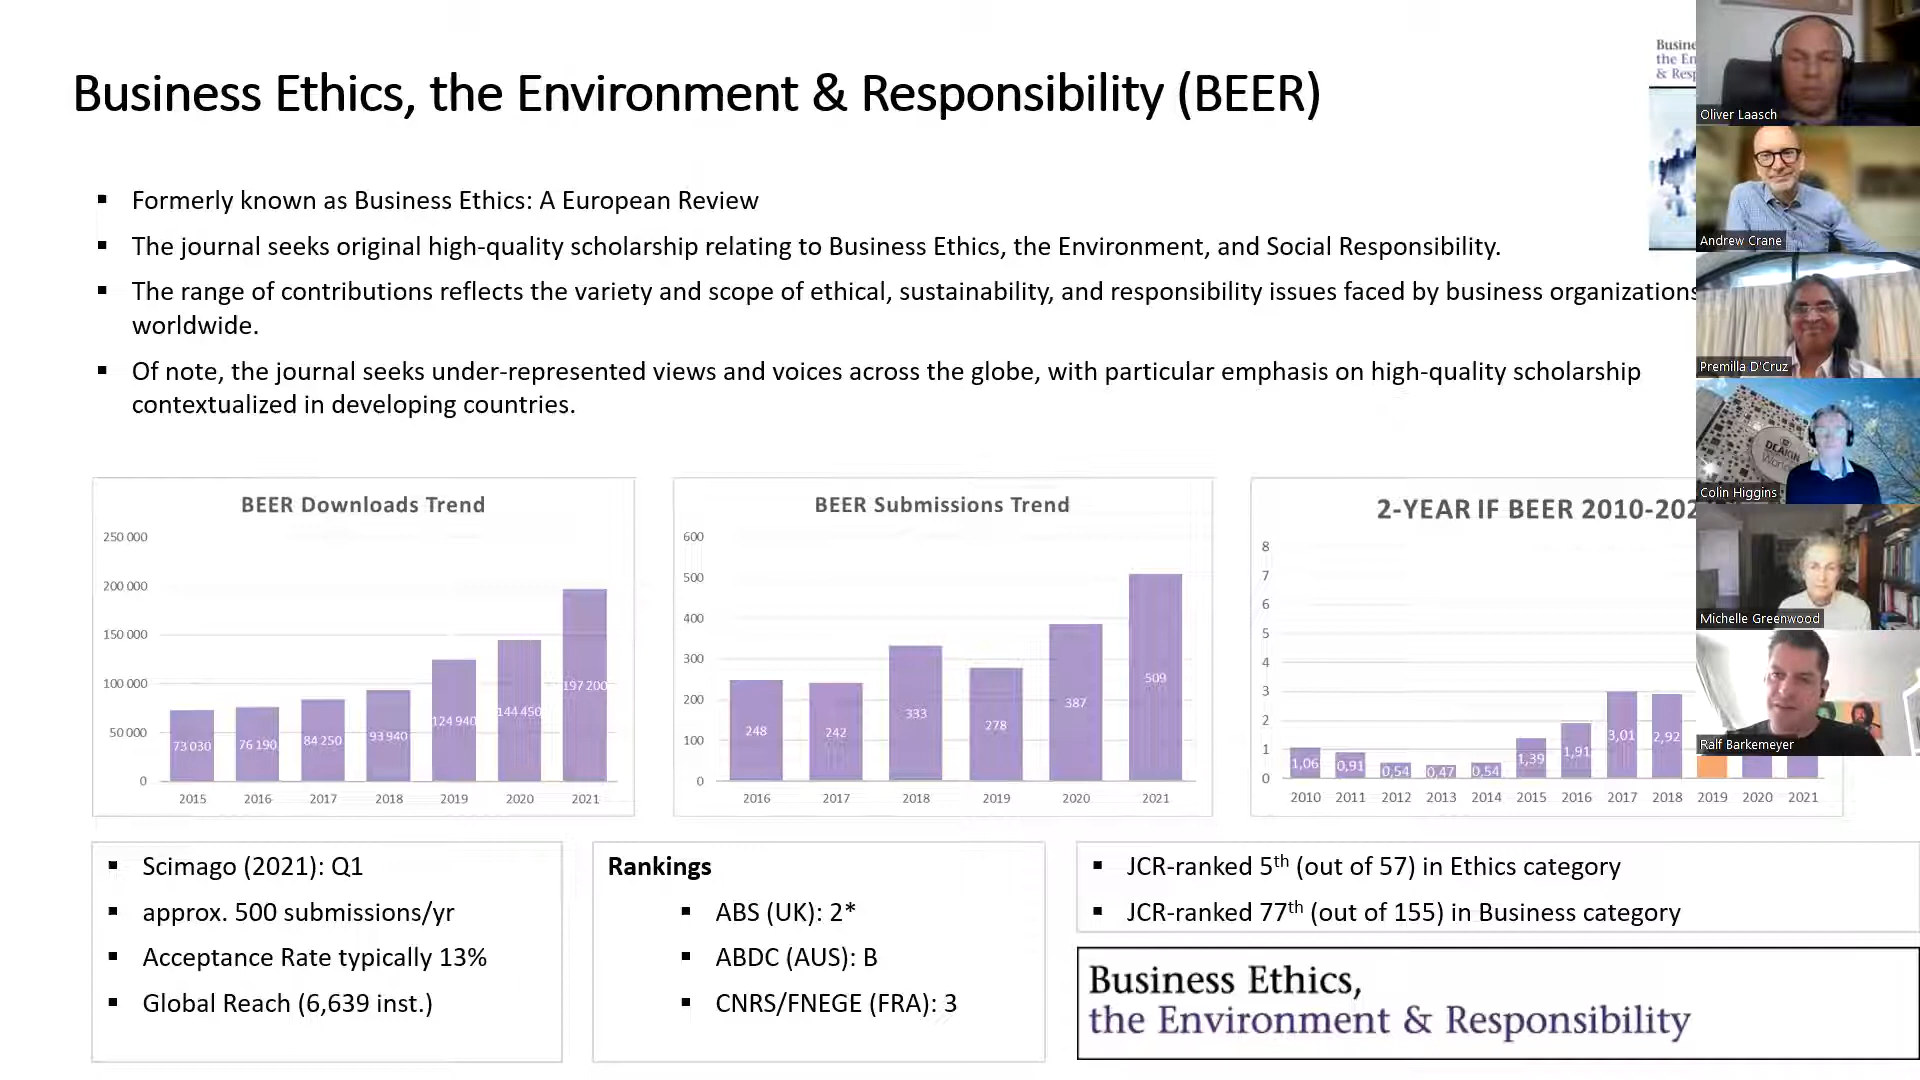 Business Ethics, the Environment & Responsibility (BEER)
▪ Formerly known as Business Ethics: A European Review
▪ The journal seeks original high-quality scholarship relating to Business Ethics, the Environment, and Social Responsibility.
▪ The range of contributions reflects the variety and scope of ethical, sustainability, and responsibility issues faced by business organizations
worldwide.
▪ Of note, the journal seeks under-represented views and voices across the globe, with particular emphasis on high-quality scholarship
contextualized in developing countries.
the
Oliver Laasch
Andrew Crane
Premilla D'Cruz
DEAKIN
Colin Higgins
Michelle Greenwood
Ralf Barkemeyer
BEER Downloads Trend
250 000
200 000
150 000
100 000
50 000
0
73 030
76 190
84 250
93 940
124 940
144 450
197 200
2015 2016 2017 2018 2019 2020 2021
BEER Submissions Trend
600
500
400
300
200
100
0
248
242
333
278
387
509
2016 2017 2018 2019 2020 2021
2-YEAR IF BEER 2010-202
8
7
6
5
4
3
2
1
0
1,06
0,91
0,54
0,47
0,54
1,39
1,91
3,01
2,92
2010 2011 2012 2013 2014 2015 2016 2017 2018 2019 2020 2021
▪ Scimago (2021): Q1
▪ approx. 500 submissions/yr
▪ Acceptance Rate typically 13%
▪ Global Reach (6,639 inst.)
Rankings
▪ ABS (UK): 2*
▪ ABDC (AUS): B
▪ CNRS/FNEGE (FRA): 3
▪ JCR-ranked 5th (out of 57) in Ethics category
▪ JCR-ranked 77th (out of 155) in Business category
Business Ethics,
the Environment & Responsibility